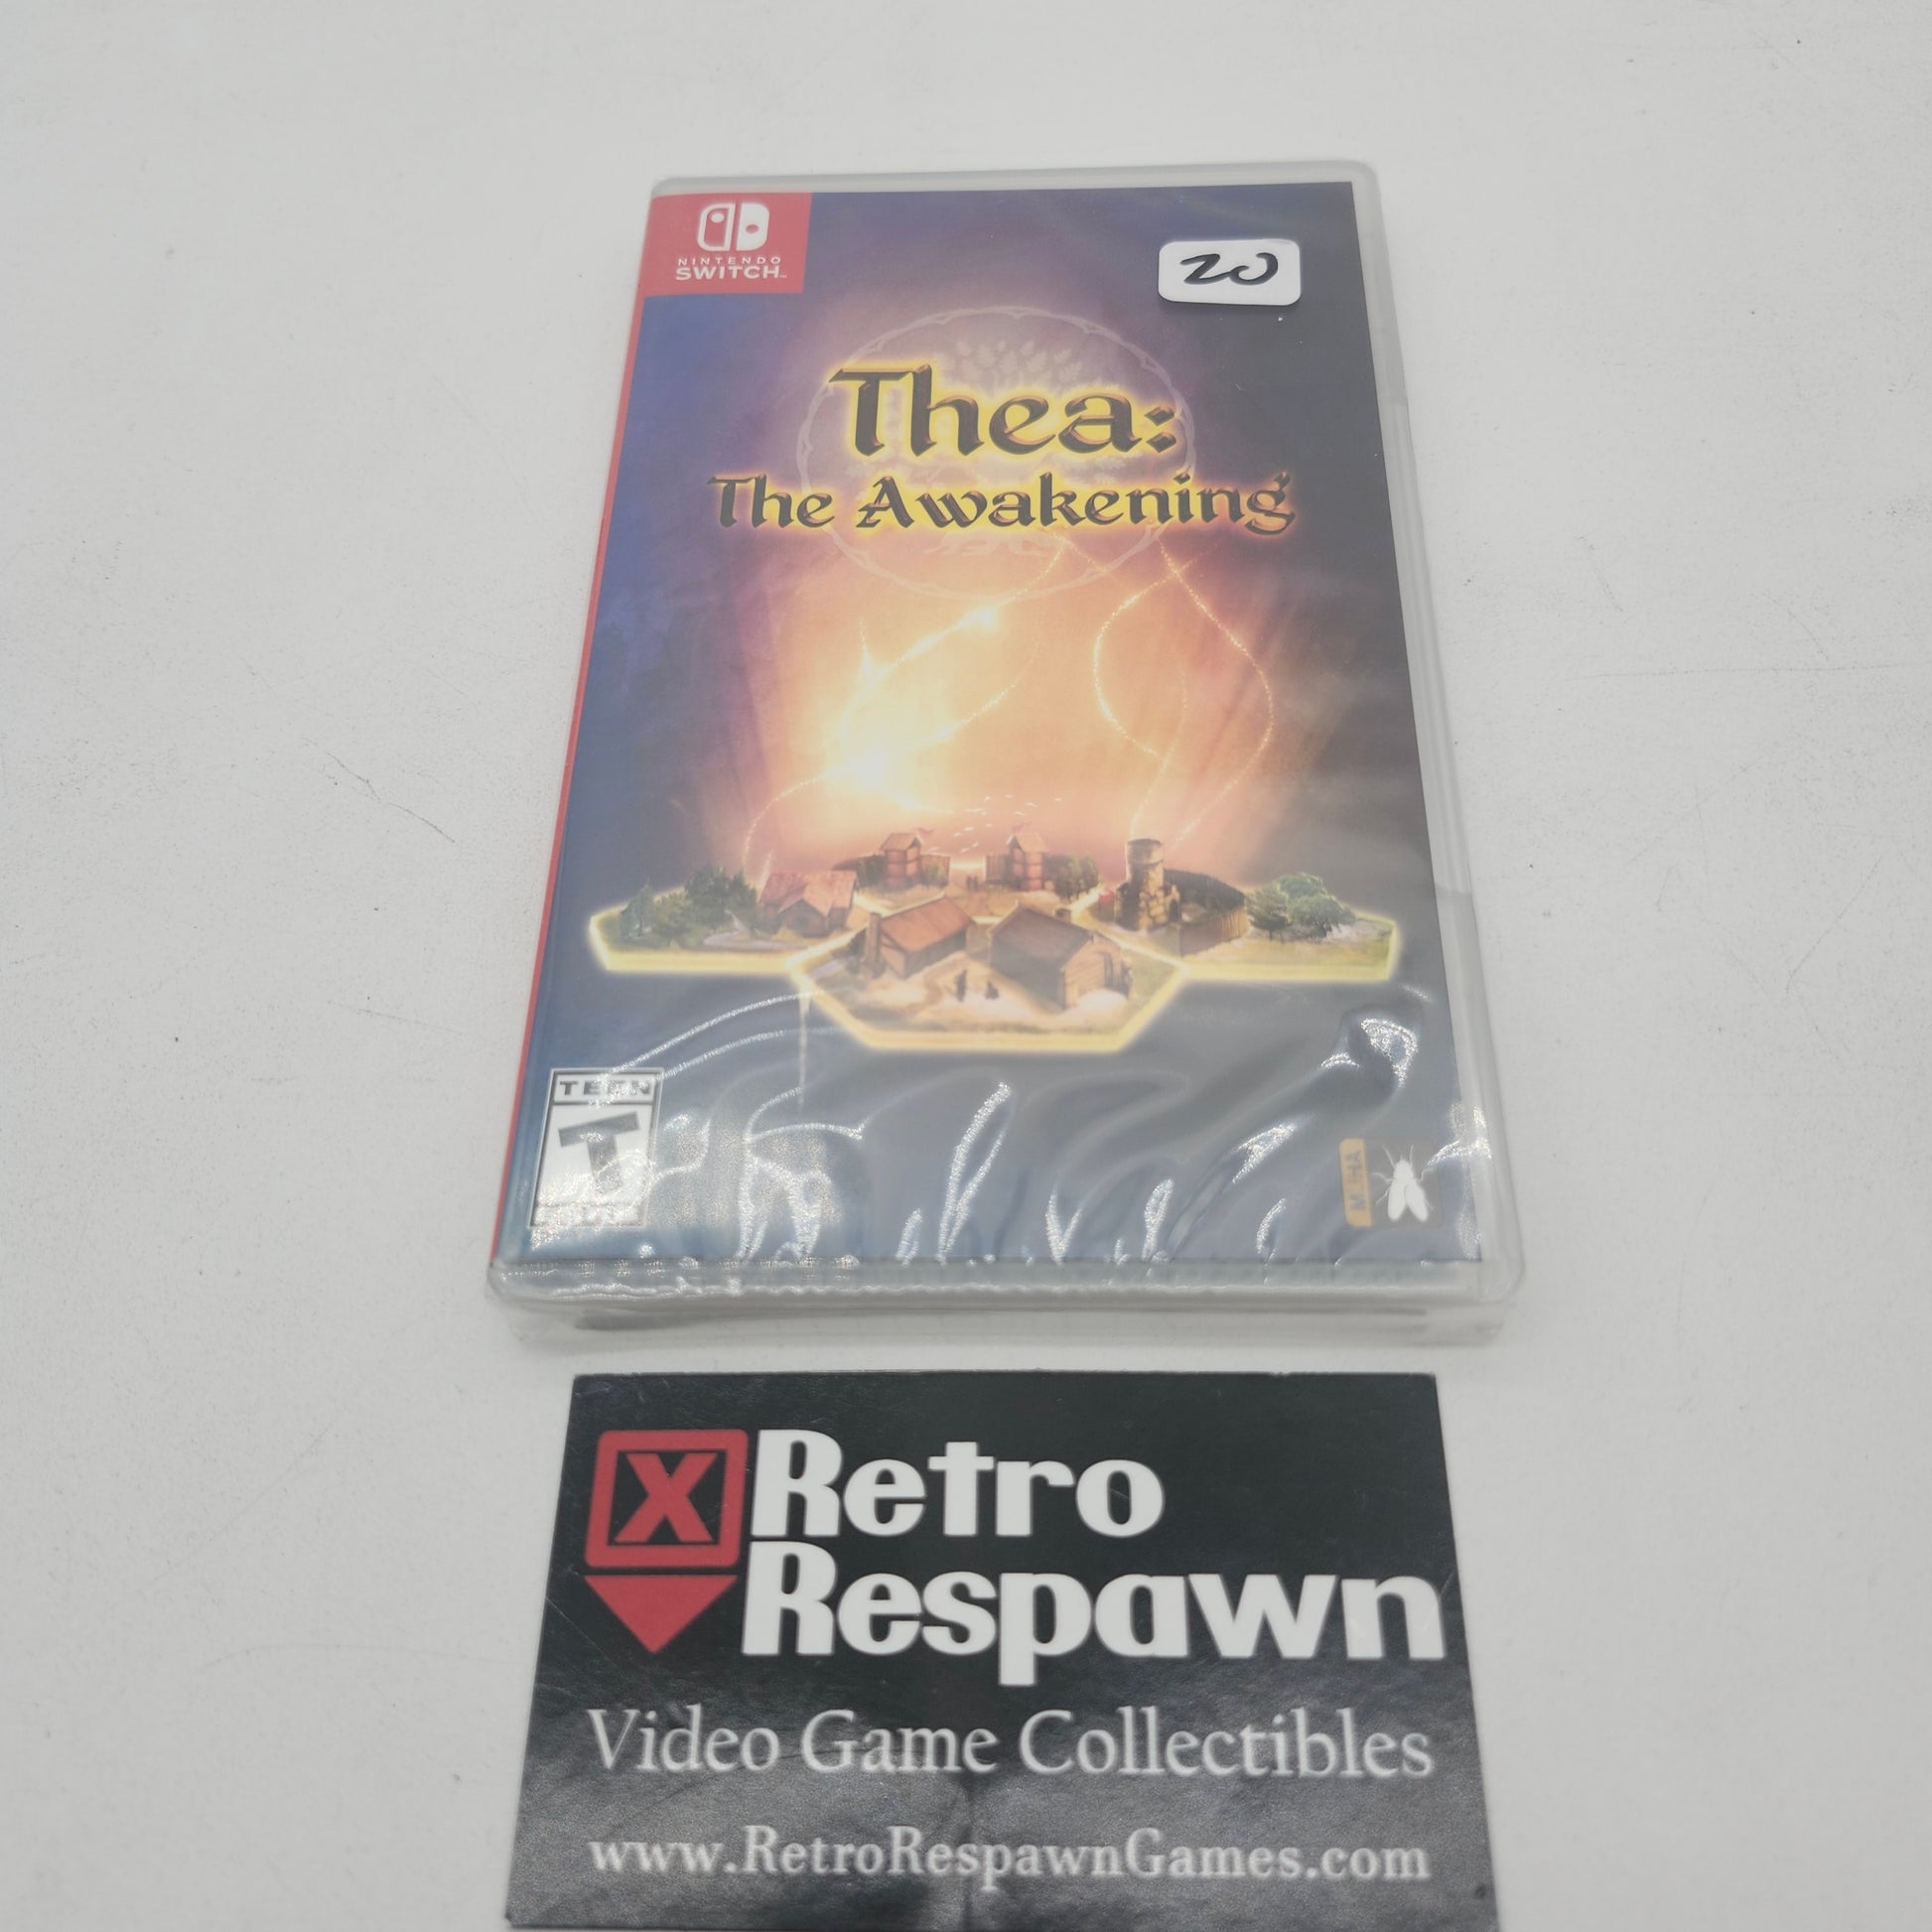 NINTENDO
SWITCH
20
Thea:
The Awakening
TEEN
T
MUHA
X Retro
Respawn
Video Game Collectibles
www.RetroRespawnGames.com